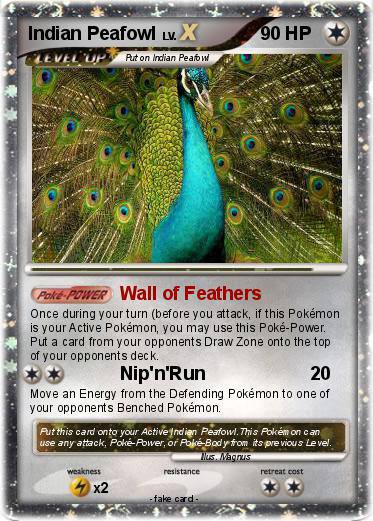 Indian Peafowl LV. X 90 HP
LEVEL-UP Put on Indian Peafowl
Poké-POWER Wall of Feathers
Once during your turn (before you attack, if this Pokémon
is your Active Pokémon, you may use this Poké-Power.
Put a card from your opponents Draw Zone onto the top
of your opponents deck.
Nip'n'Run 20
Move an Energy from the Defending Pokémon to one of
your opponents Benched Pokémon.
Put this card onto your Active Indian Peafowl.This Pokémon can
use any attack, Poké-Power, or Poké-Body from its previous Level.
Illus. Magnus
weakness resistance retreat cost
x2
- fake card -